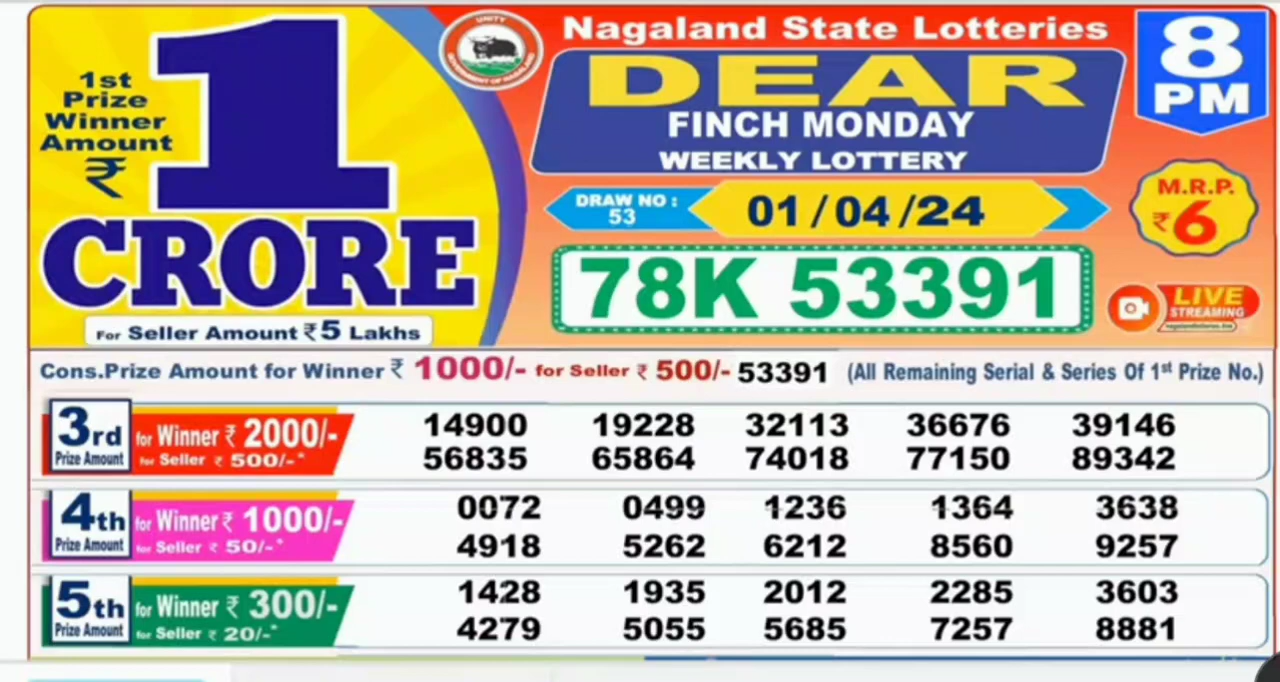 1st
Prize
Winner
Amount
₹
1
CRORE
For Seller Amount ₹5 Lakhs
UNITY
Nagaland State Lotteries
DEAR
FINCH MONDAY
WEEKLY LOTTERY
8
PM
DRAW NO :
53
01/04/24
M.R.P.
₹6
78K 53391
LIVE
STREAMING
Cons.Prize Amount for Winner ₹ 1000/- for Seller ₹ 500/- 53391 (All Remaining Serial & Series Of 1st Prize No.)
3rd
Prize Amount
for Winner ₹ 2000/-
for Seller ₹ 500/-*
14900 19228 32113 36676 39146
56835 65864 74018 77150 89342
4th
Prize Amount
for Winner ₹ 1000/-
for Seller ₹ 50/-*
0072 0499 1236 1364 3638
4918 5262 6212 8560 9257
5th
Prize Amount
for Winner ₹ 300/-
for Seller ₹ 20/-*
1428 1935 2012 2285 3603
4279 5055 5685 7257 8881